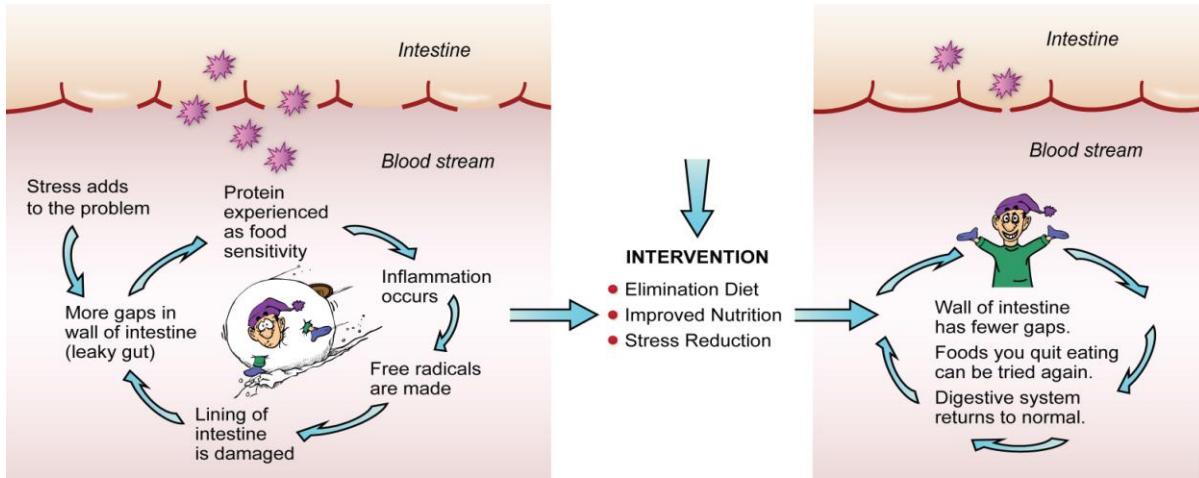 Intestine
Blood stream
Stress adds
to the problem
Protein
experienced
as food
sensitivity
Inflammation
occurs
Free radicals
are made
Lining of
intestine
is damaged
More gaps in
wall of intestine
(leaky gut)
INTERVENTION
• Elimination Diet
• Improved Nutrition
• Stress Reduction
Intestine
Blood stream
Wall of intestine
has fewer gaps.
Foods you quit eating
can be tried again.
Digestive system
returns to normal.